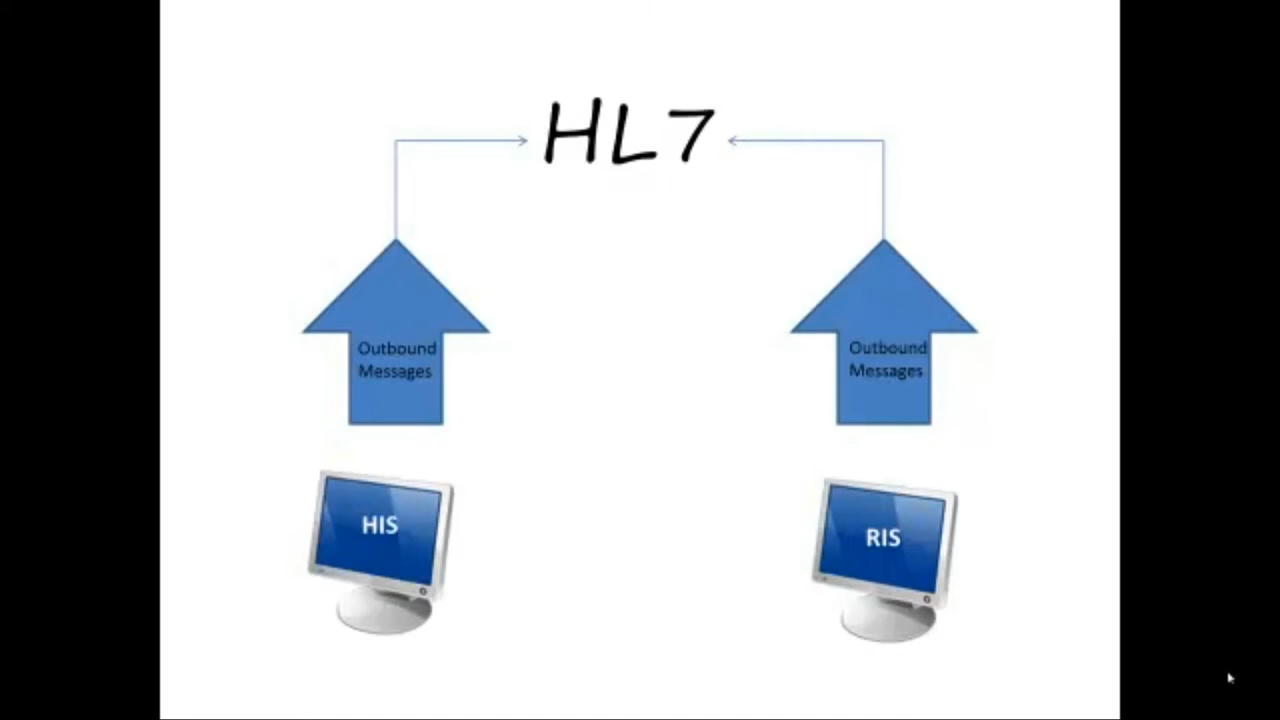 HL7
Outbound
Messages
Outbound
Messages
HIS
RIS